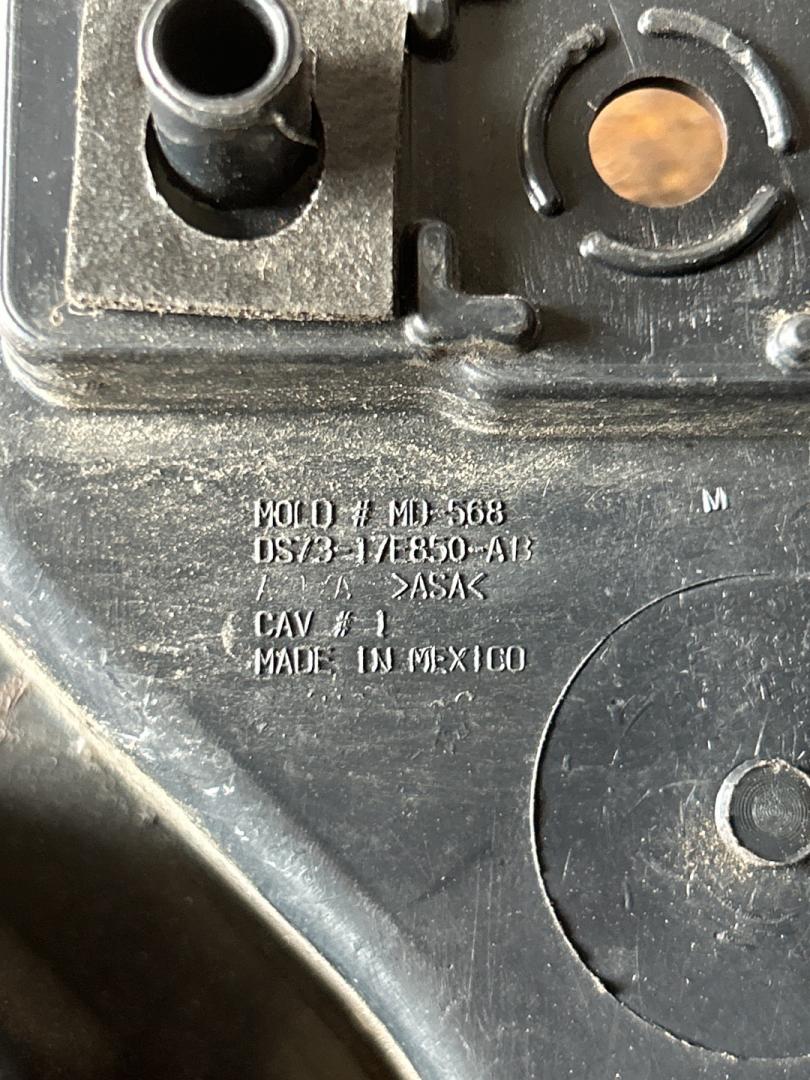 MOLD # MD-568
M
DS73-17E850-AB
>ASA<
CAV # 1
MADE IN MEXICO